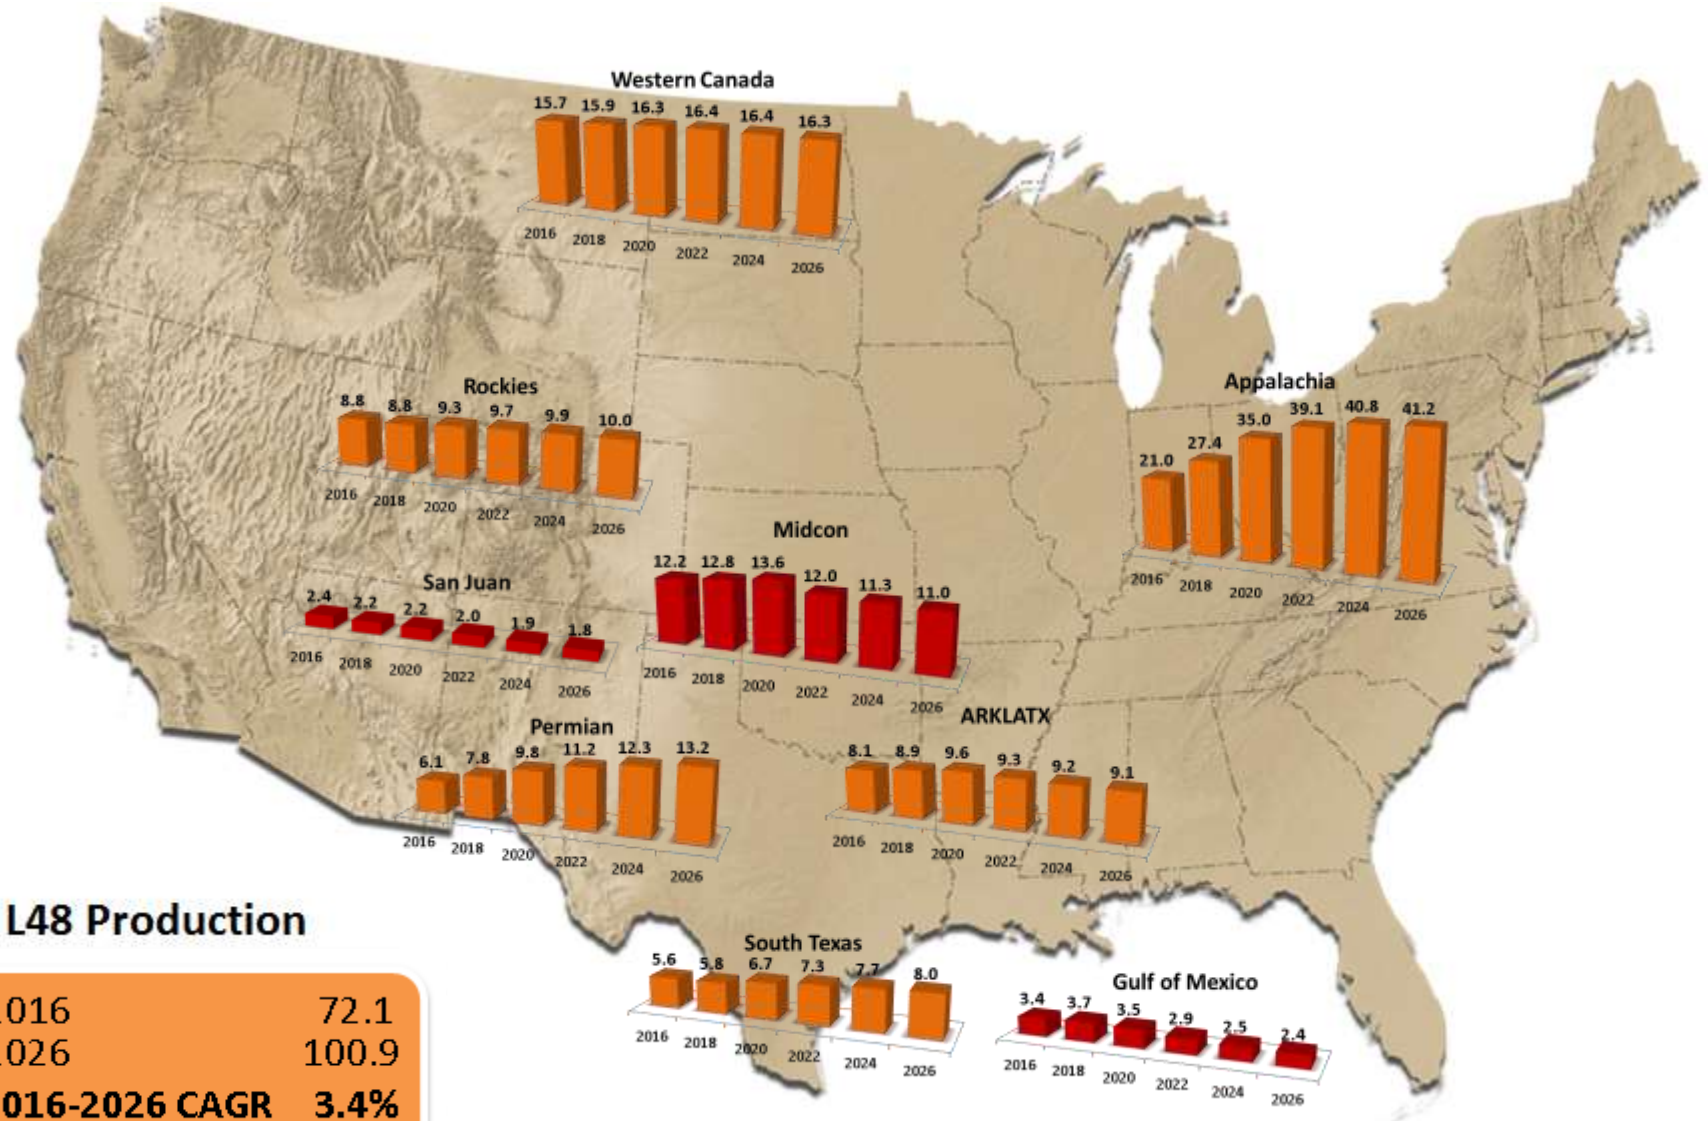 Western Canada
15.7 15.9 16.3 16.4 16.4 16.3
2016 2018 2020 2022 2024 2026
Rockies
8.8 8.8 9.3 9.7 9.9 10.0
2016 2018 2020 2022 2024 2026
Appalachia
21.0 27.4 35.0 39.1 40.8 41.2
2016 2018 2020 2022 2024 2026
Midcon
12.2 12.8 13.6 12.0 11.3 11.0
2016 2018 2020 2022 2024 2026
San Juan
2.4 2.2 2.2 2.0 1.9 1.8
2016 2018 2020 2022 2024 2026
Permian
6.1 7.8 9.8 11.2 12.3 13.2
2016 2018 2020 2022 2024 2026
ARKLATX
8.1 8.9 9.6 9.3 9.2 9.1
2016 2018 2020 2022 2024 2026
South Texas
5.6 5.8 6.7 7.3 7.7 8.0
2016 2018 2020 2022 2024 2026
Gulf of Mexico
3.4 3.7 3.5 2.9 2.5 2.4
2016 2018 2020 2022 2024 2026
L48 Production
016 72.1
026 100.9
016-2026 CAGR 3.4%